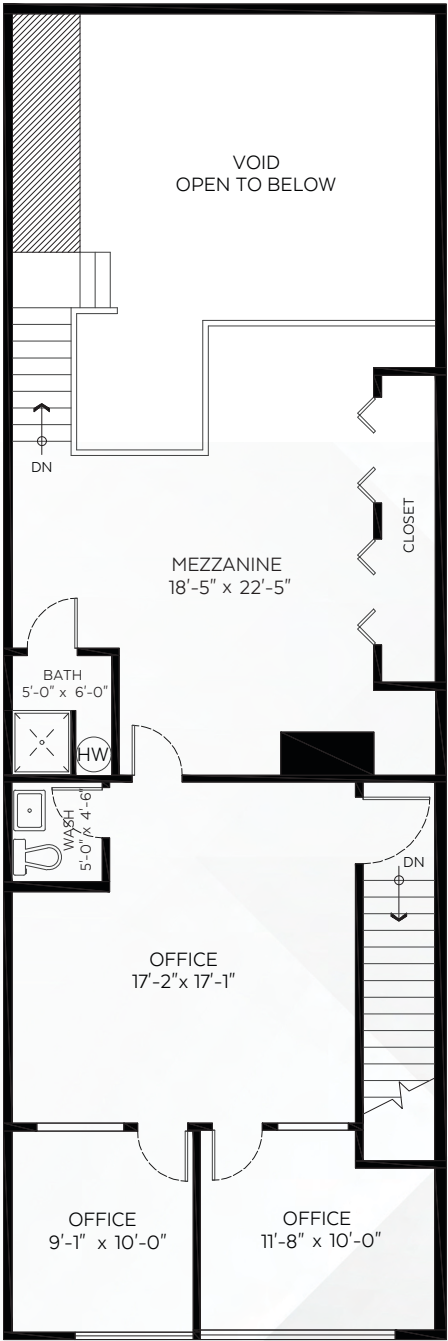 VOID
OPEN TO BELOW
DN
CLOSET
MEZZANINE
18'-5" x 22'-5"
BATH
5'-0" x 6'-0"
HW
WASH
5'-0" x 4'-6"
DN
OFFICE
17'-2"x 17'-1"
OFFICE
9'-1" x 10'-0"
OFFICE
11'-8" x 10'-0"